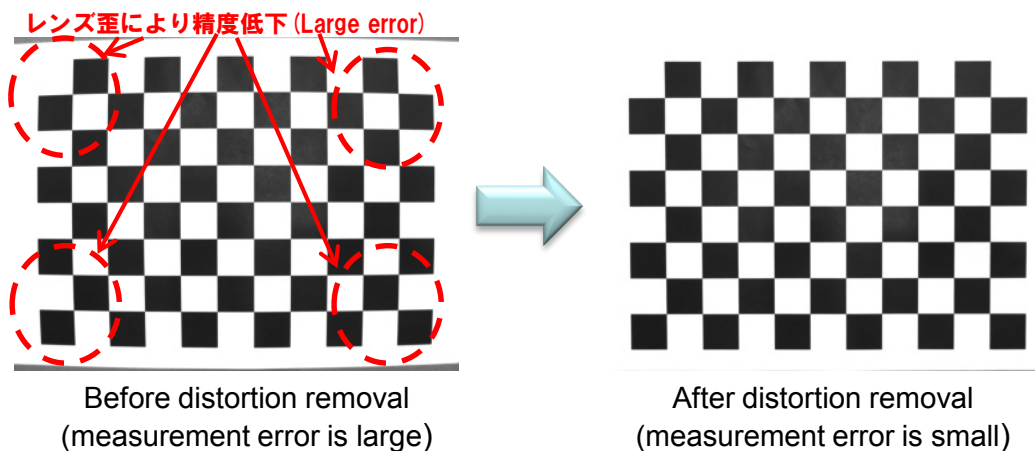 レンズ歪により精度低下(Large error)
Before distortion removal
(measurement error is large)
After distortion removal
(measurement error is small)